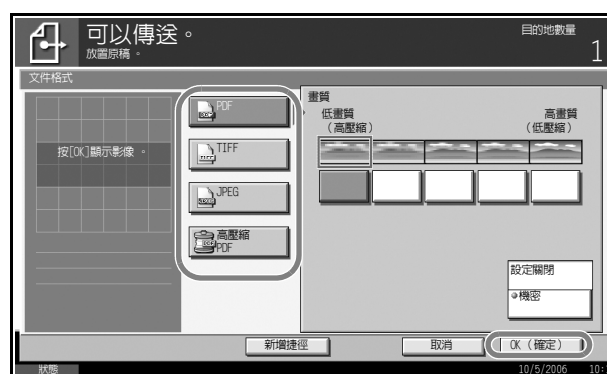 可以傳送。
放置原稿。
目的地數量
1
文件格式
按[OK]顯示影像。
PDF
TIFF
JPEG
高壓縮
PDF
畫質
低畫質
（高壓縮）
高畫質
（低壓縮）
設定關閉
機密
新增捷徑
取消
OK（確定）
狀態
10/5/2006
10: